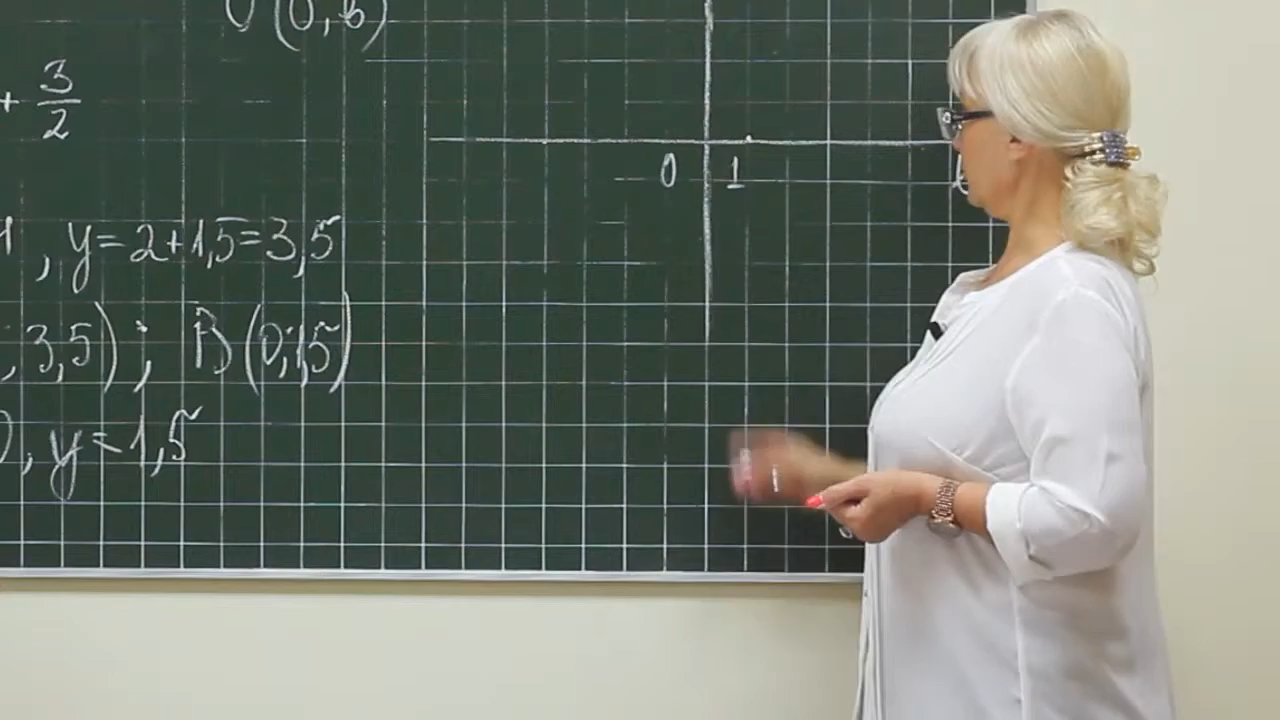 (0, b)
+ 3/2
, y = 2+1,5=3,5
, 3,5) ; B (0; 1,5)
, y = 1,5
0 1